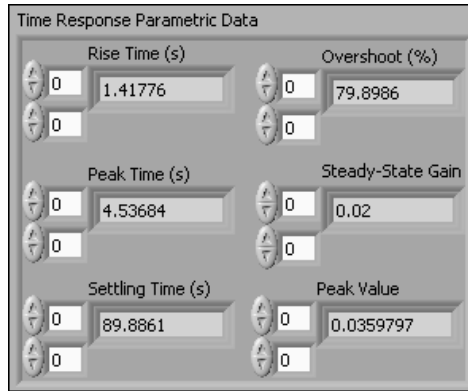 Time Response Parametric Data
Rise Time (s)
0
1.41776
0
Overshoot (%)
0
79.8986
0
Peak Time (s)
0
4.53684
0
Steady-State Gain
0
0.02
0
Settling Time (s)
0
89.8861
0
Peak Value
0
0.0359797
0